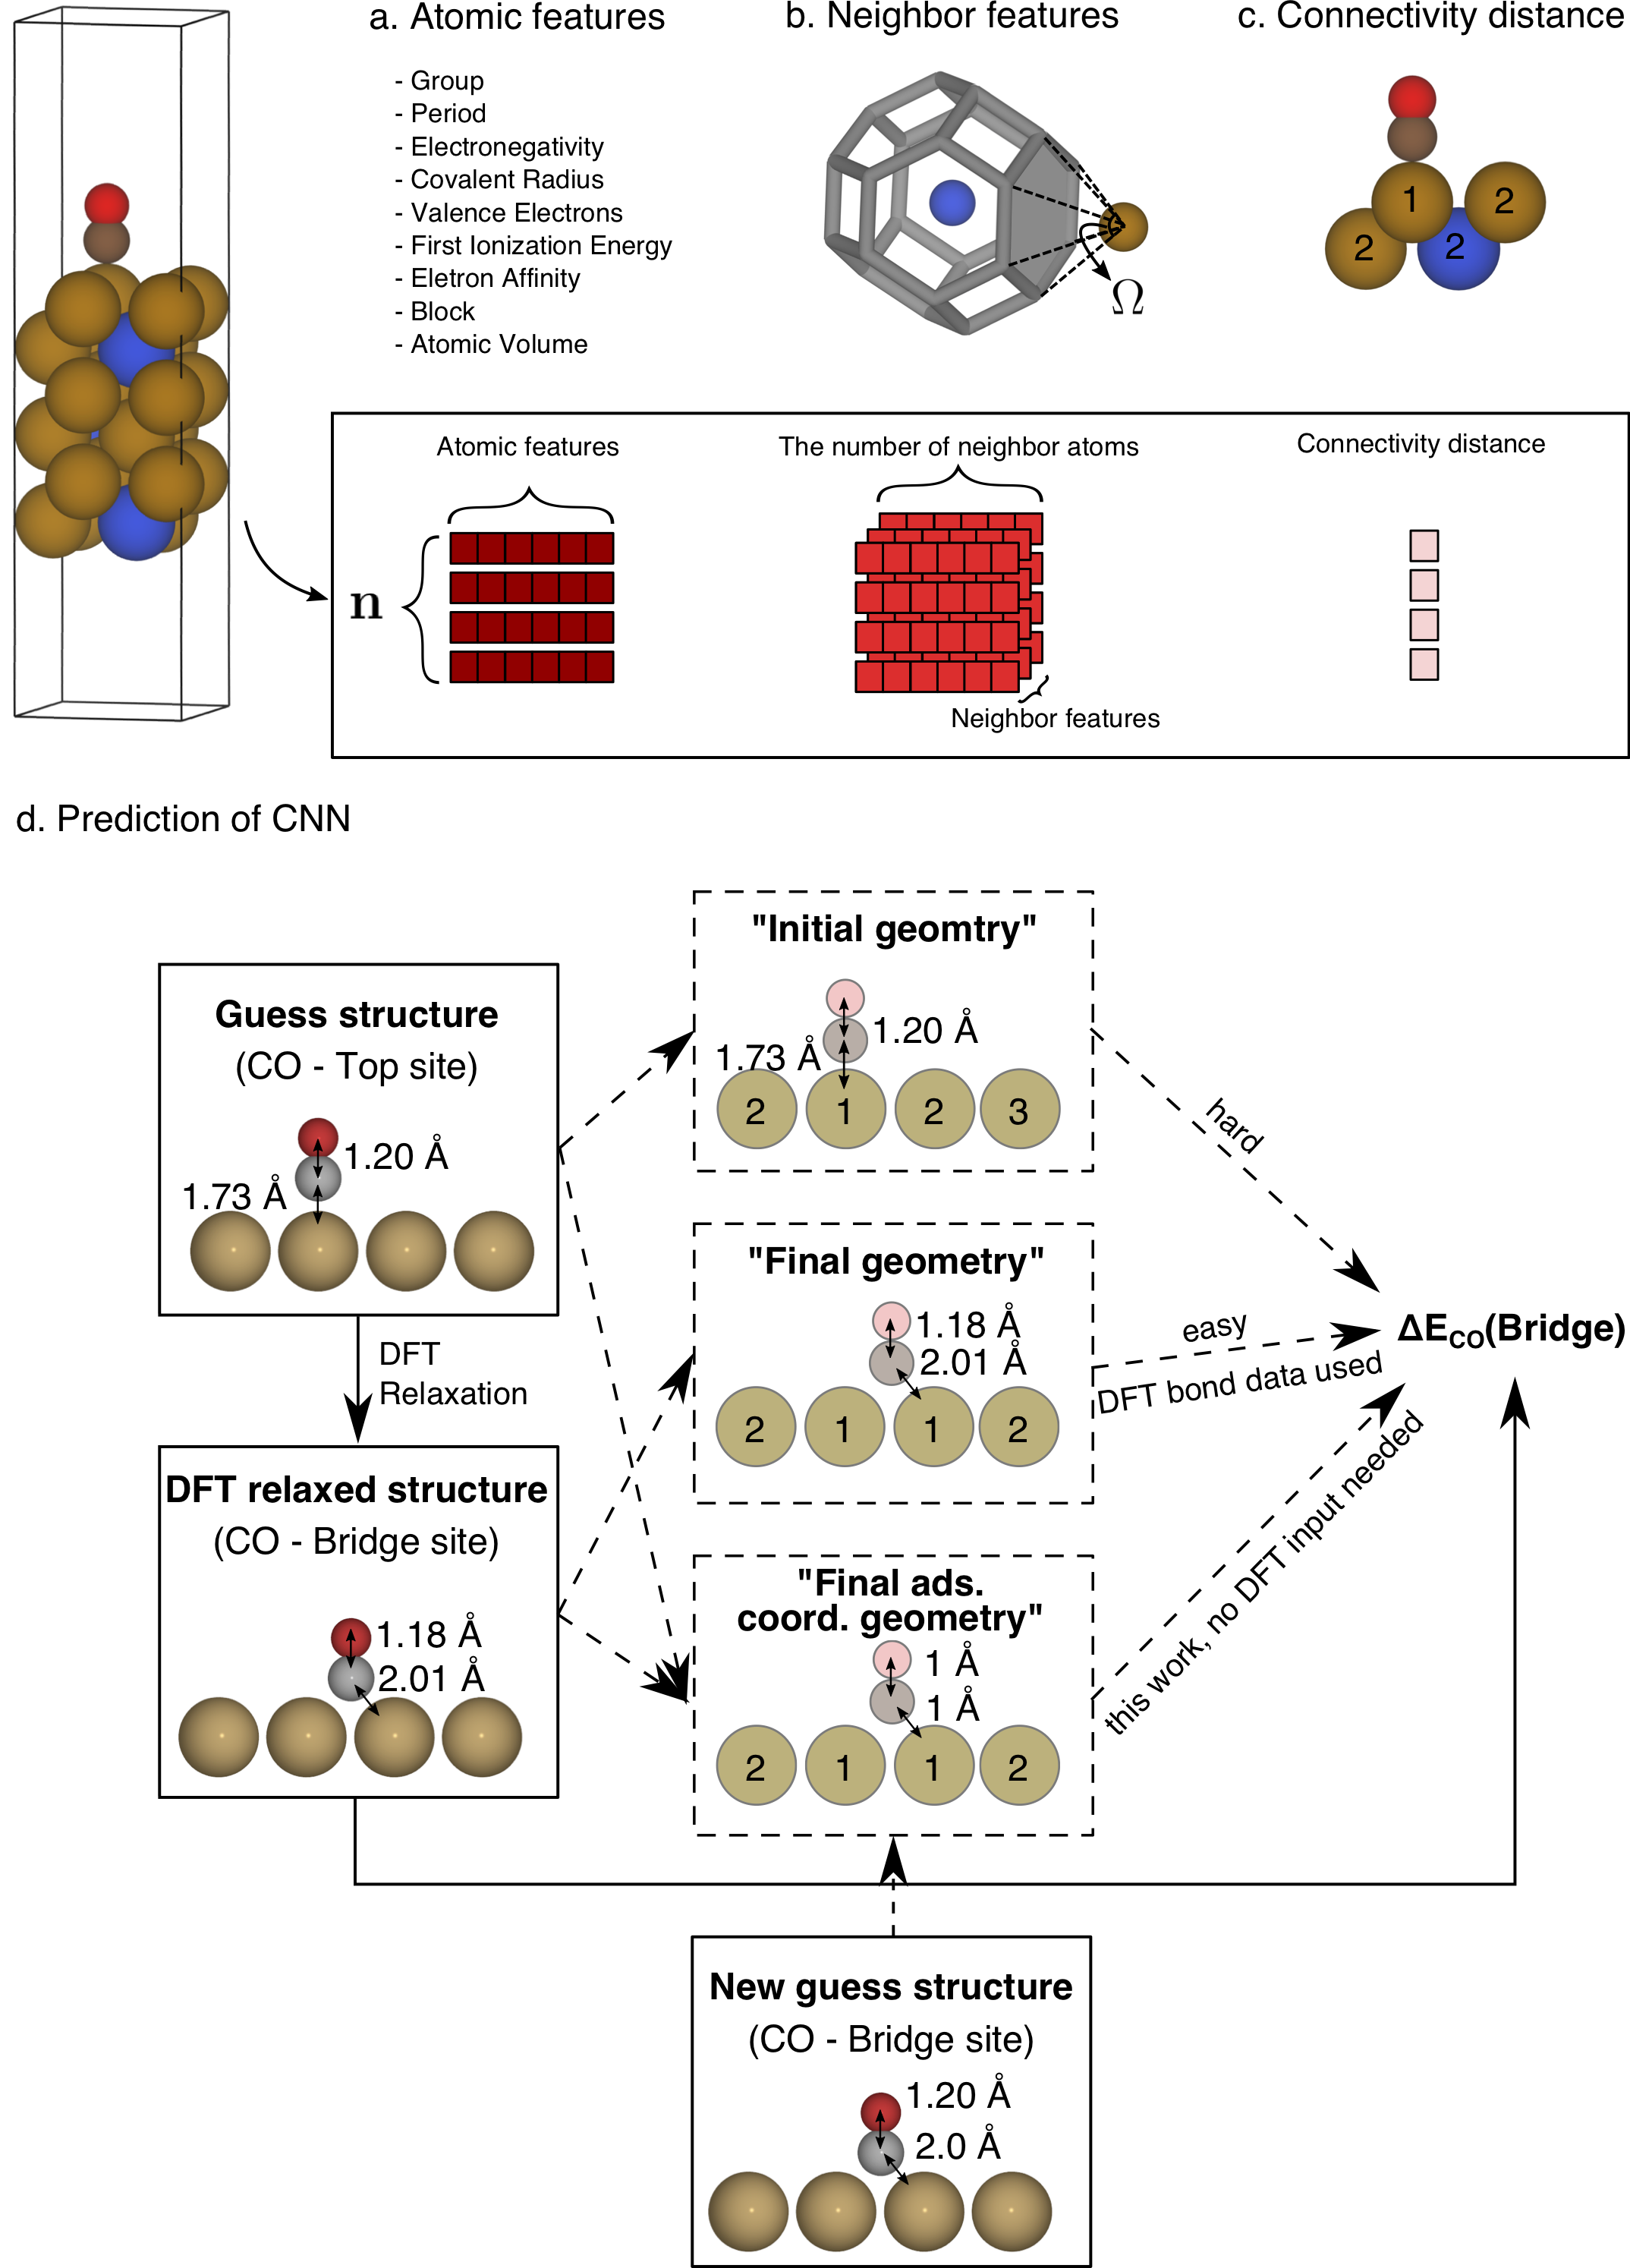 a. Atomic features
- Group
- Period
- Electronegativity
- Covalent Radius
- Valence Electrons
- First Ionization Energy
- Eletron Affinity
- Block
- Atomic Volume
b. Neighbor features
Ω
c. Connectivity distance
1
2
2
2
Atomic features
n
The number of neighbor atoms
Neighbor features
Connectivity distance
d. Prediction of CNN
Guess structure
(CO - Top site)
1.20 Å
1.73 Å
DFT
Relaxation
DFT relaxed structure
(CO - Bridge site)
1.18 Å
2.01 Å
"Initial geomtry"
1.20 Å
1.73 Å
2 1 2 3
"Final geometry"
1.18 Å
2.01 Å
2 1 1 2
"Final ads.
coord. geometry"
1 Å
1 Å
2 1 1 2
hard
easy
DFT bond data used
this work, no DFT input needed
ΔECO(Bridge)
New guess structure
(CO - Bridge site)
1.20 Å
2.0 Å